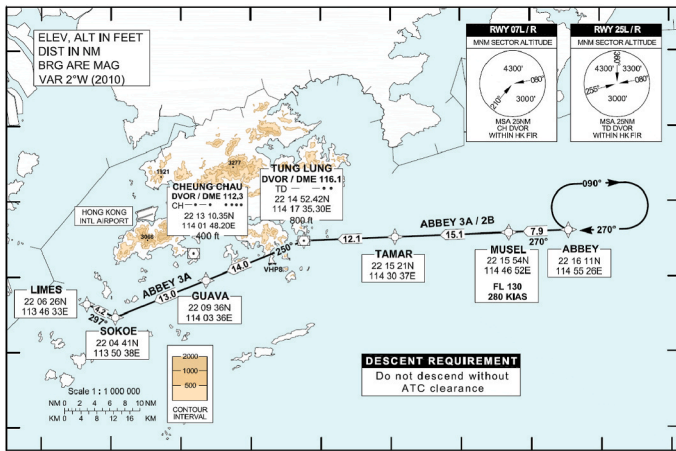 ELEV, ALT IN FEET
DIST IN NM
BRG ARE MAG
VAR 2°W (2010)
RWY 07L / R
MNM SECTOR ALTITUDE
4300'
080°
210°
3000'
MSA 25NM
CH DVOR
WITHIN HK FIR
RWY 25L / R
MNM SECTOR ALTITUDE
360°
4300'
3300'
080°
255°
3000'
MSA 25NM
TD DVOR
WITHIN HK FIR
1921
3277
3066
CHEUNG CHAU
DVOR / DME 112.3
CH
22 13 10.35N
114 01 48.20E
400 ft
TUNG LUNG
DVOR / DME 116.1
TD
22 14 52.42N
114 17 35.30E
800 ft
HONG KONG
INTL AIRPORT
090°
270°
ABBEY 3A / 2B
12.1
15.1
7.9
270°
250°
VHP8
TAMAR
22 15 21N
114 30 37E
MUSEL
22 15 54N
114 46 52E
FL 130
280 KIAS
ABBEY
22 16 11N
114 55 26E
LIMES
22 06 26N
113 46 33E
ABBEY 3A
14.0
13.0
4.2
297°
GUAVA
22 09 36N
114 03 36E
SOKOE
22 04 41N
113 50 38E
2000
1000
500
CONTOUR
INTERVAL
DESCENT REQUIREMENT
Do not descend without
ATC clearance
Scale 1 : 1 000 000
NM 0 2 4 6 8 10 NM
KM 0 4 8 12 16 KM